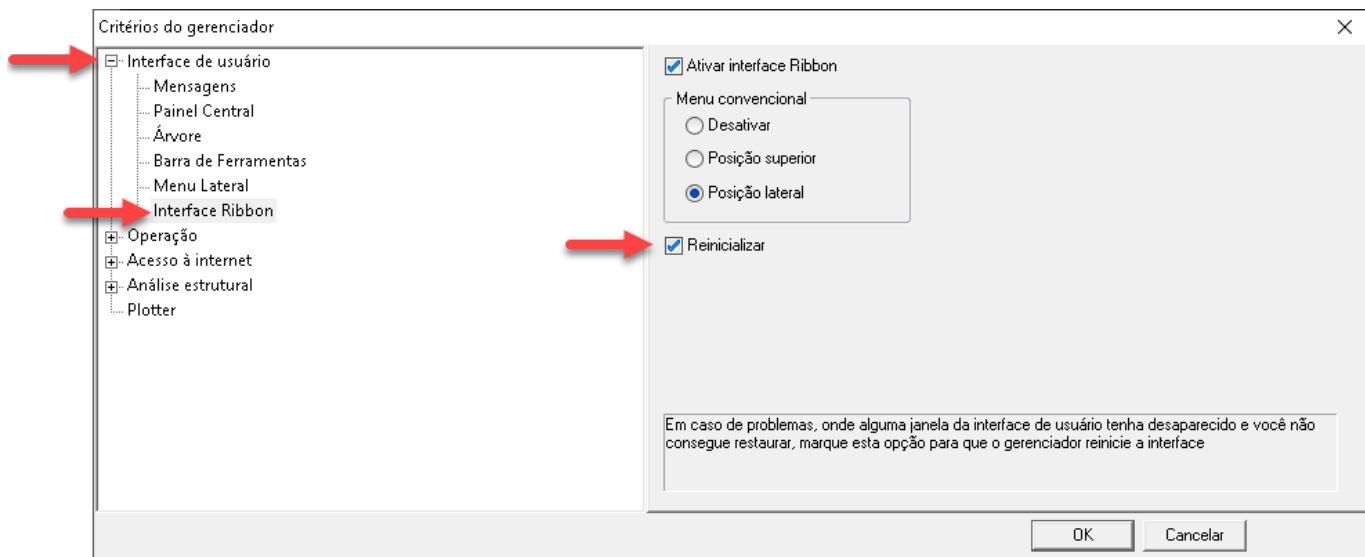 Critérios do gerenciador
Interface de usuário
Mensagens
Painel Central
Árvore
Barra de Ferramentas
Menu Lateral
Interface Ribbon
Operação
Acesso à internet
Análise estrutural
Plotter
Ativar interface Ribbon
Menu convencional
Desativar
Posição superior
Posição lateral
Reinicializar
Em caso de problemas, onde alguma janela da interface de usuário tenha desaparecido e você não
consegue restaurar, marque esta opção para que o gerenciador reinicie a interface
OK
Cancelar